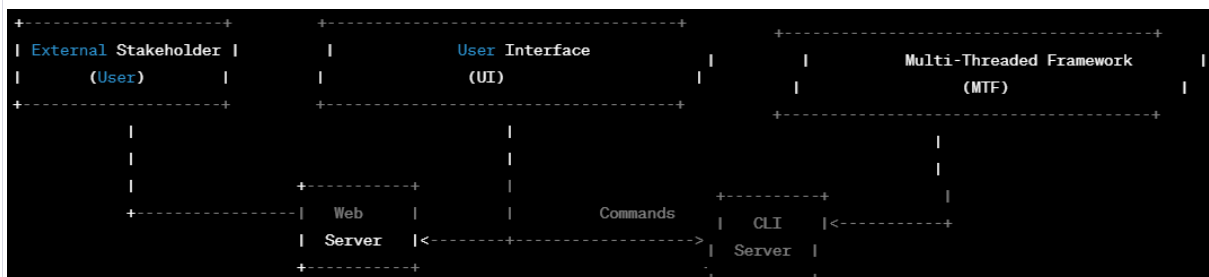 External Stakeholder
User Interface
Multi-Threaded Framework
(User)
(UI)
(MTF)
Web
Commands
CLI
Server
Server